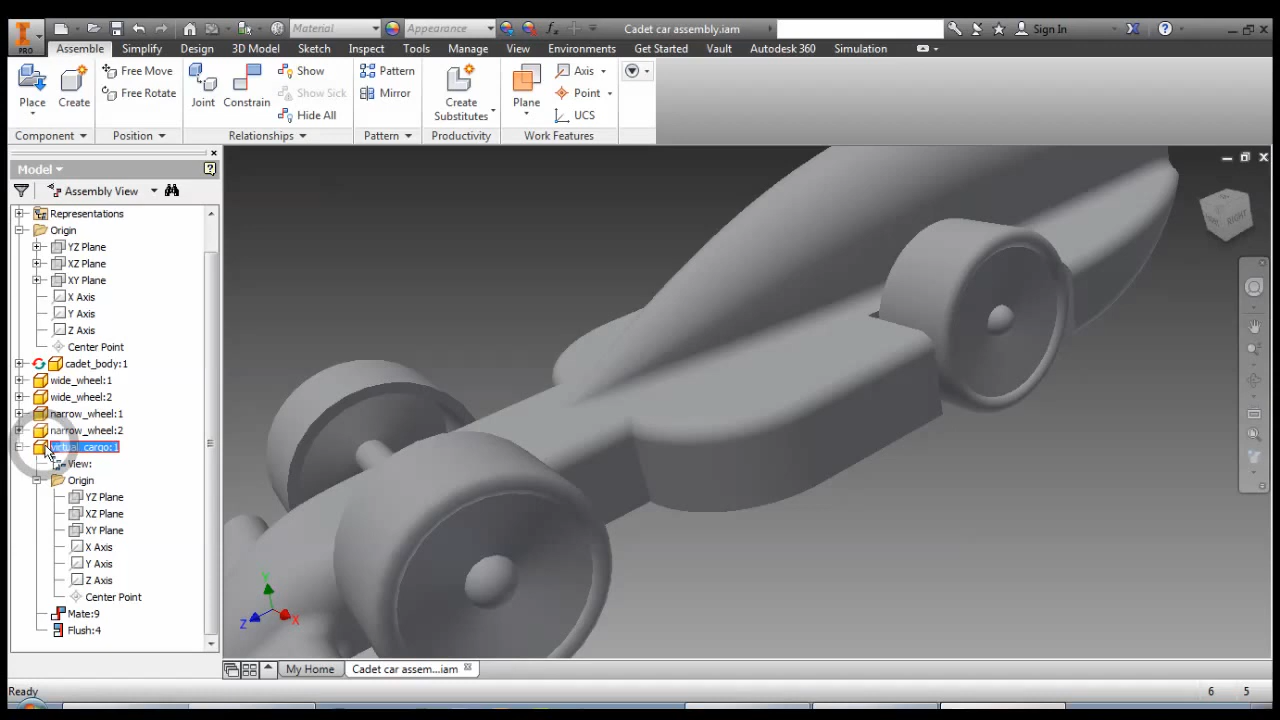 Material
Appearance
Cadet car assembly.iam
Sign In
PRO
Assemble Simplify Design 3D Model Sketch Inspect Tools Manage View Environments Get Started Vault Autodesk 360 Simulation
Place
Create
Free Move
Free Rotate
Joint
Constrain
Show
Show Sick
Hide All
Pattern
Mirror
Create
Substitutes
Plane
Axis
Point
UCS
Component Position Relationships Pattern Productivity Work Features
Model
Assembly View
Representations
Origin
YZ Plane
XZ Plane
XY Plane
X Axis
Y Axis
Z Axis
Center Point
cadet_body:1
wide_wheel:1
wide_wheel:2
narrow_wheel:1
narrow_wheel:2
virtual_cargo:1
View:
Origin
YZ Plane
XZ Plane
XY Plane
X Axis
Y Axis
Z Axis
Center Point
Mate:9
Flush:4
RIGHT
Y
Z
X
My Home
Cadet car assem...iam
Ready
6 5